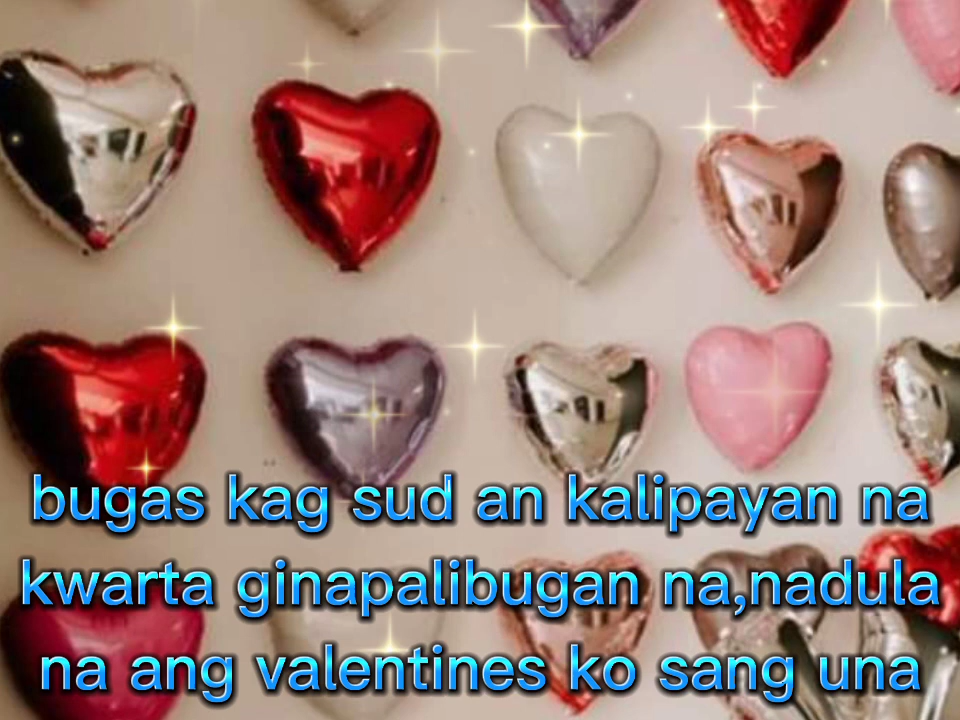 bugas kag sud an kalipayan na
kwarta ginapalibugan na,nadula
na ang valentines ko sang una